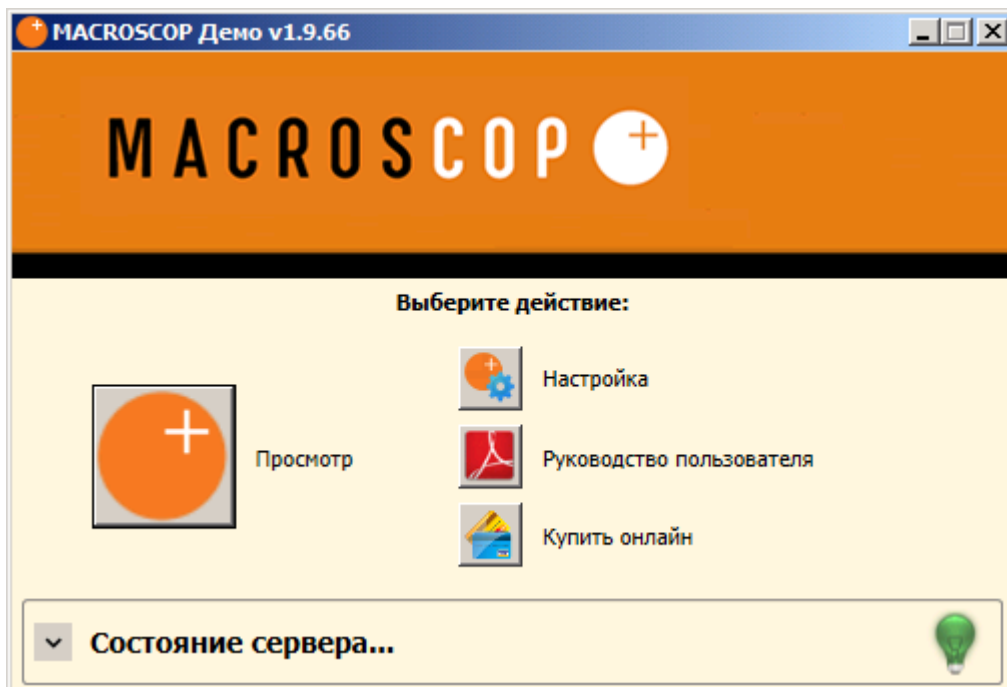 MACROSCOP Демо v1.9.66
MACROSCOP
Выберите действие:
Просмотр
Настройка
Руководство пользователя
Купить онлайн
Состояние сервера...